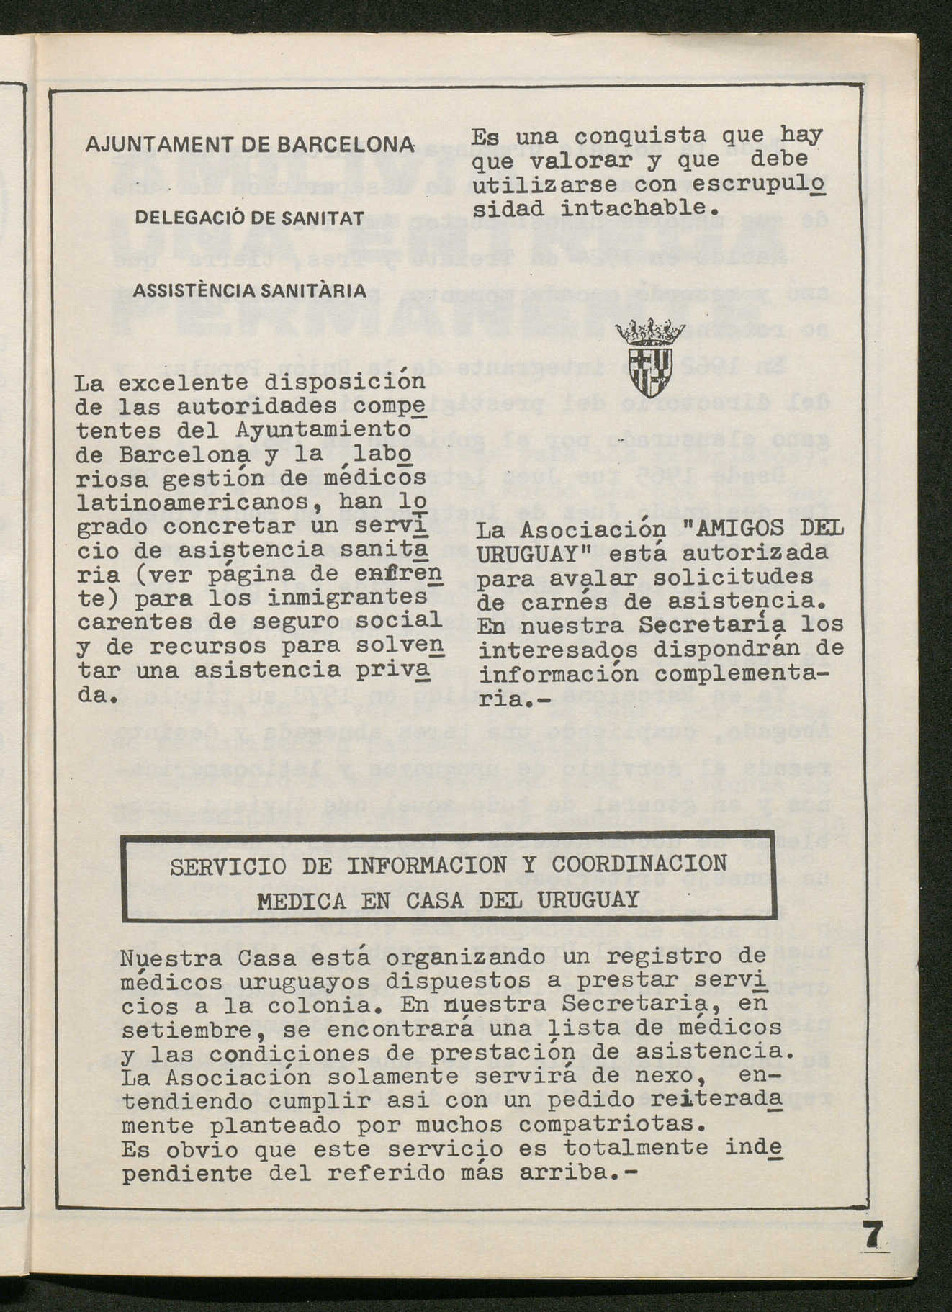 AJUNTAMENT DE BARCELONA
DELEGACIÓ DE SANITAT
ASSISTÈNCIA SANITÀRIA
La excelente disposición
de las autoridades compe
tentes del Ayuntamiento
de Barcelona y la labo
riosa gestión de médicos
latinoamericanos, han lo
grado concretar un servi
cio de asistencia sanita
ria (ver página de enfren
te) para los inmigrantes
carentes de seguro social
y de recursos para solven
tar una asistencia priva
da.
Es una conquista que hay
que valorar y que debe
utilizarse con escrupulo
sidad intachable.
La Asociación "AMIGOS DEL
URUGUAY" está autorizada
para avalar solicitudes
de carnés de asistencia.
En nuestra Secretaría los
interesados dispondrán de
información complementa-
ria.-
SERVICIO DE INFORMACION Y COORDINACION
MEDICA EN CASA DEL URUGUAY
Nuestra Casa está organizando un registro de
médicos uruguayos dispuestos a prestar servi
cios a la colonia. En nuestra Secretaría, en
setiembre, se encontrará una lista de médicos
y las condiciones de prestación de asistencia.
La Asociación solamente servirá de nexo, en-
tendiendo cumplir asi con un pedido reiterada
mente planteado por muchos compatriotas.
Es obvio que este servicio es totalmente inde
pendiente del referido más arriba.-
7